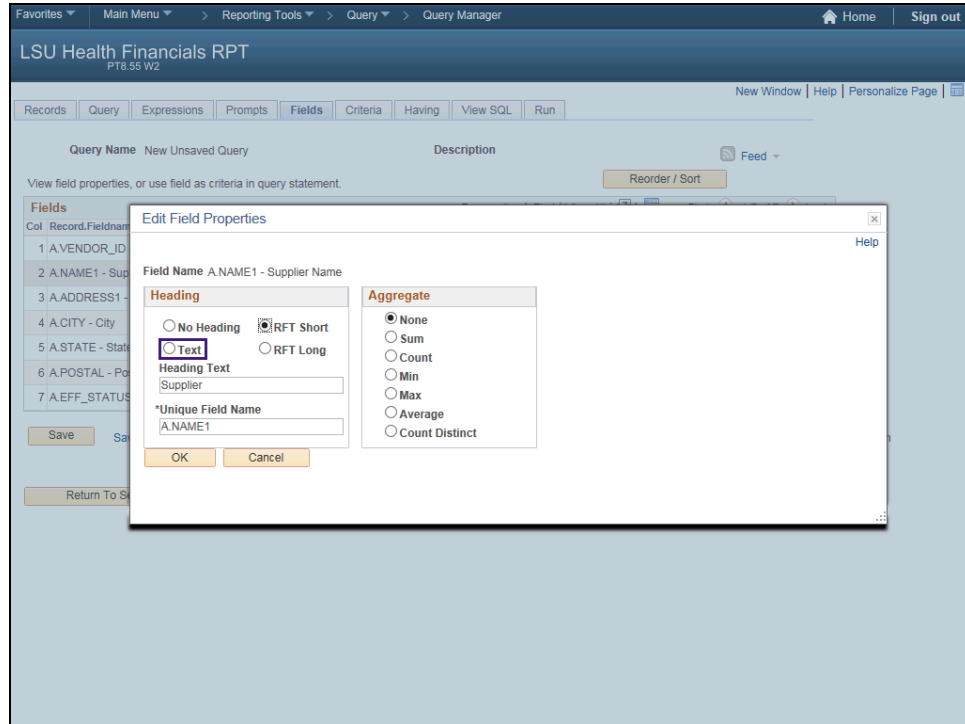 Favorites Main Menu > Reporting Tools > Query > Query Manager Home Sign out
LSU Health Financials RPT
PT8.55 W2
New Window | Help | Personalize Page |
Records Query Expressions Prompts Fields Criteria Having View SQL Run
Query Name New Unsaved Query Description Feed
View field properties, or use field as criteria in query statement. Reorder / Sort
Fields
Col Record.Fieldnam
1 A.VENDOR_ID
2 A.NAME1 - Sup
3 A.ADDRESS1 -
4 A.CITY - City
5 A.STATE - State
6 A.POSTAL - Po
7 A.EFF_STATUS
Save Sa
Return To Se
Edit Field Properties
Help
Field Name A.NAME1 - Supplier Name
Heading
No Heading RFT Short
Text RFT Long
Heading Text
Supplier
*Unique Field Name
A.NAME1
Aggregate
None
Sum
Count
Min
Max
Average
Count Distinct
OK Cancel